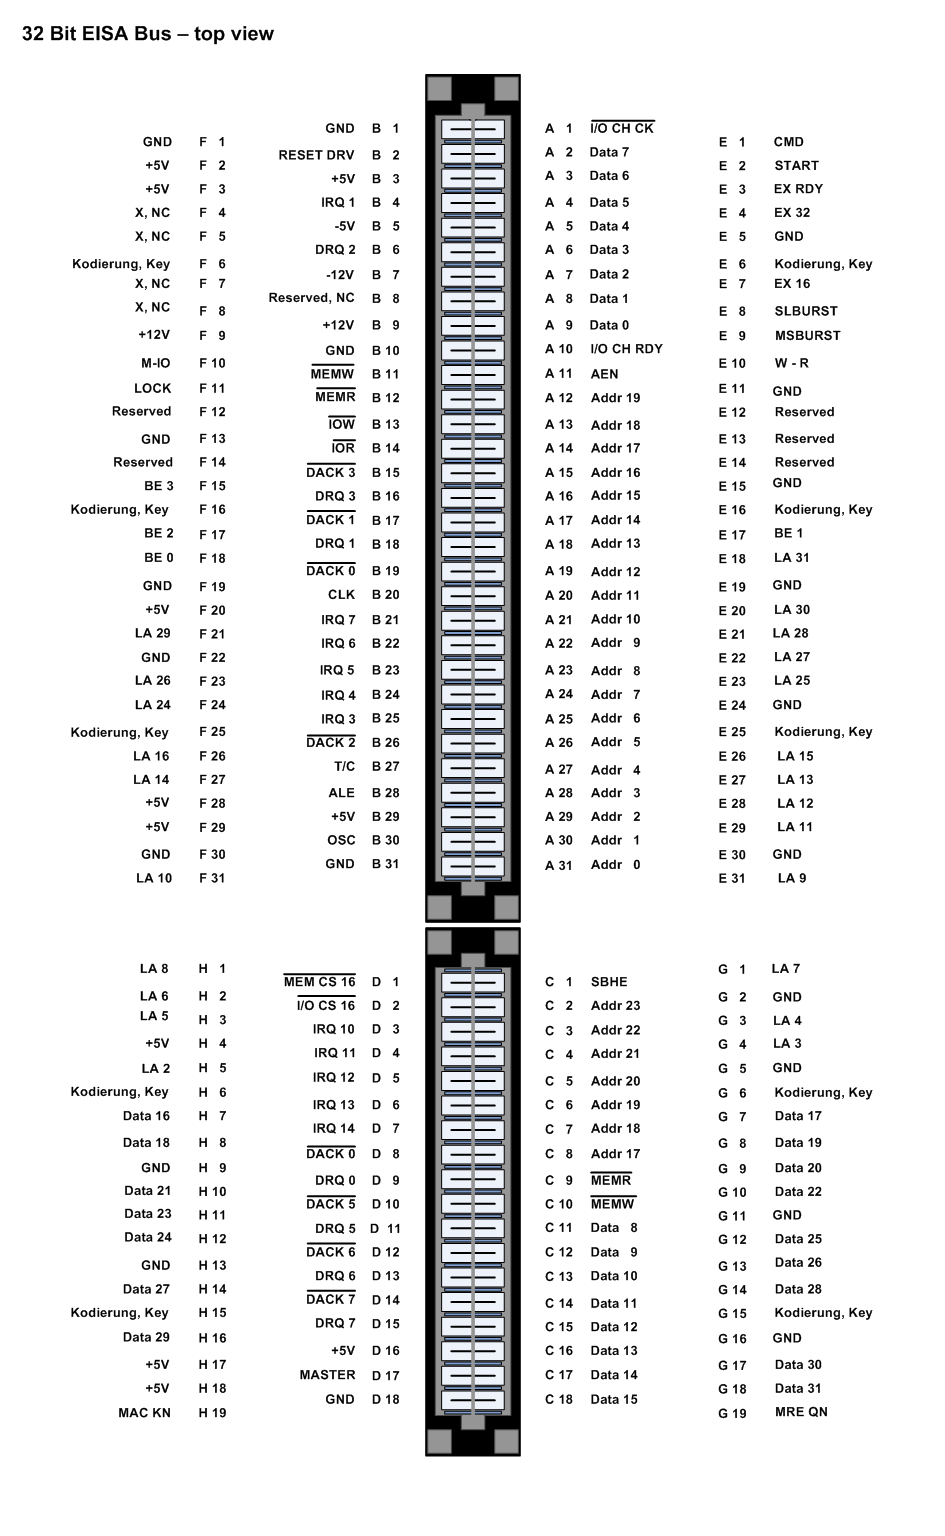 32 Bit EISA Bus – top view
GND B 1 A 1 I/O CH CK
GND F 1 E 1 CMD
RESET DRV B 2 A 2 Data 7
+5V F 2 E 2 START
+5V B 3 A 3 Data 6
+5V F 3 E 3 EX RDY
IRQ 1 B 4 A 4 Data 5
X, NC F 4 E 4 EX 32
-5V B 5 A 5 Data 4
X, NC F 5 E 5 GND
DRQ 2 B 6 A 6 Data 3
Kodierung, Key F 6 E 6 Kodierung, Key
-12V B 7 A 7 Data 2
X, NC F 7 E 7 EX 16
Reserved, NC B 8 A 8 Data 1
X, NC F 8 E 8 SLBURST
+12V B 9 A 9 Data 0
+12V F 9 E 9 MSBURST
GND B 10 A 10 I/O CH RDY
M-IO F 10 E 10 W - R
MEMW B 11 A 11 AEN
LOCK F 11 E 11 GND
MEMR B 12 A 12 Addr 19
Reserved F 12 E 12 Reserved
IOW B 13 A 13 Addr 18
GND F 13 E 13 Reserved
IOR B 14 A 14 Addr 17
Reserved F 14 E 14 Reserved
DACK 3 B 15 A 15 Addr 16
BE 3 F 15 E 15 GND
DRQ 3 B 16 A 16 Addr 15
Kodierung, Key F 16 E 16 Kodierung, Key
DACK 1 B 17 A 17 Addr 14
BE 2 F 17 E 17 BE 1
DRQ 1 B 18 A 18 Addr 13
BE 0 F 18 E 18 LA 31
DACK 0 B 19 A 19 Addr 12
GND F 19 E 19 GND
CLK B 20 A 20 Addr 11
+5V F 20 E 20 LA 30
IRQ 7 B 21 A 21 Addr 10
LA 29 F 21 E 21 LA 28
IRQ 6 B 22 A 22 Addr 9
GND F 22 E 22 LA 27
IRQ 5 B 23 A 23 Addr 8
LA 26 F 23 E 23 LA 25
IRQ 4 B 24 A 24 Addr 7
LA 24 F 24 E 24 GND
IRQ 3 B 25 A 25 Addr 6
Kodierung, Key F 25 E 25 Kodierung, Key
DACK 2 B 26 A 26 Addr 5
LA 16 F 26 E 26 LA 15
T/C B 27 A 27 Addr 4
LA 14 F 27 E 27 LA 13
ALE B 28 A 28 Addr 3
+5V F 28 E 28 LA 12
+5V B 29 A 29 Addr 2
+5V F 29 E 29 LA 11
OSC B 30 A 30 Addr 1
GND F 30 E 30 GND
GND B 31 A 31 Addr 0
LA 10 F 31 E 31 LA 9
LA 8 H 1 G 1 LA 7
MEM CS 16 D 1 C 1 SBHE
LA 6 H 2 G 2 GND
I/O CS 16 D 2 C 2 Addr 23
LA 5 H 3 G 3 LA 4
IRQ 10 D 3 C 3 Addr 22
+5V H 4 G 4 LA 3
IRQ 11 D 4 C 4 Addr 21
LA 2 H 5 G 5 GND
IRQ 12 D 5 C 5 Addr 20
Kodierung, Key H 6 G 6 Kodierung, Key
IRQ 13 D 6 C 6 Addr 19
Data 16 H 7 G 7 Data 17
IRQ 14 D 7 C 7 Addr 18
Data 18 H 8 G 8 Data 19
DACK 0 D 8 C 8 Addr 17
GND H 9 G 9 Data 20
DRQ 0 D 9 C 9 MEMR
Data 21 H 10 G 10 Data 22
DACK 5 D 10 C 10 MEMW
Data 23 H 11 G 11 GND
DRQ 5 D 11 C 11 Data 8
Data 24 H 12 G 12 Data 25
DACK 6 D 12 C 12 Data 9
GND H 13 G 13 Data 26
DRQ 6 D 13 C 13 Data 10
Data 27 H 14 G 14 Data 28
DACK 7 D 14 C 14 Data 11
Kodierung, Key H 15 G 15 Kodierung, Key
DRQ 7 D 15 C 15 Data 12
Data 29 H 16 G 16 GND
+5V D 16 C 16 Data 13
+5V H 17 G 17 Data 30
MASTER D 17 C 17 Data 14
+5V H 18 G 18 Data 31
GND D 18 C 18 Data 15
MAC KN H 19 G 19 MRE QN